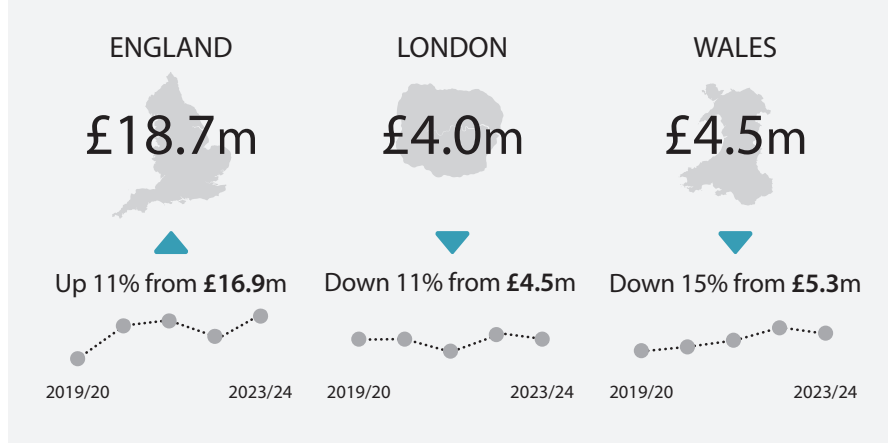 ENGLAND
£18.7m
Up 11% from £16.9m
2019/20 2023/24
LONDON
£4.0m
Down 11% from £4.5m
2019/20 2023/24
WALES
£4.5m
Down 15% from £5.3m
2019/20 2023/24